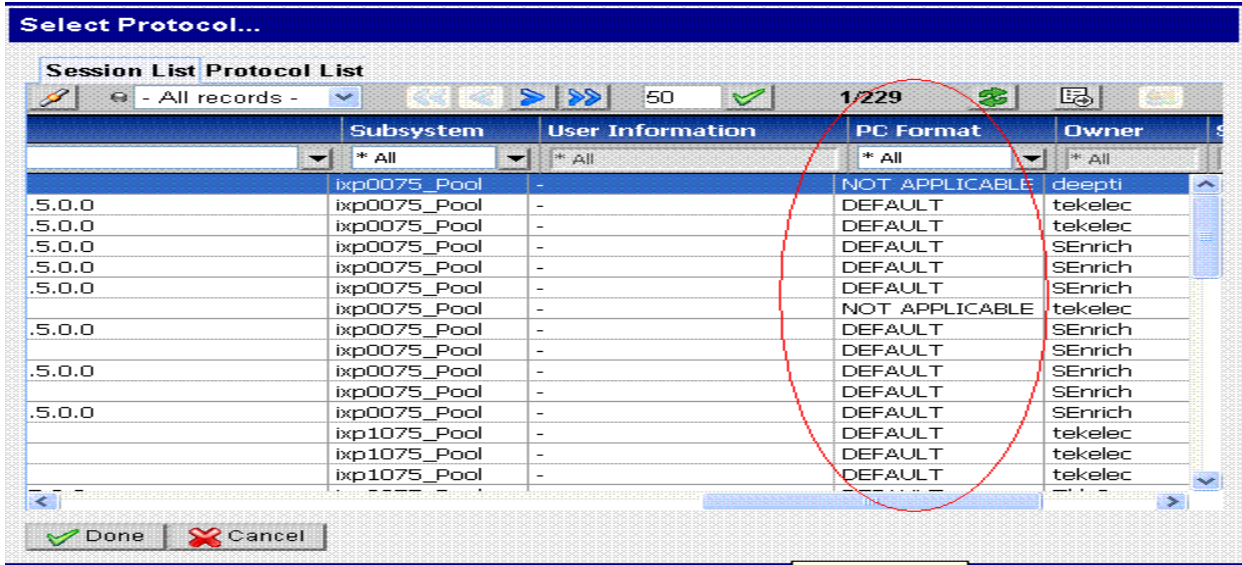 Select Protocol...
Session List Protocol List
- All records - 50 1/229
Subsystem User Information PC Format Owner
* All * All * All * All
ixp0075_Pool - NOT APPLICABLE deepti
.5.0.0 ixp0075_Pool - DEFAULT tekelec
.5.0.0 ixp0075_Pool - DEFAULT tekelec
.5.0.0 ixp0075_Pool - DEFAULT SEnrich
.5.0.0 ixp0075_Pool - DEFAULT SEnrich
.5.0.0 ixp0075_Pool - DEFAULT SEnrich
ixp0075_Pool - NOT APPLICABLE tekelec
.5.0.0 ixp0075_Pool - DEFAULT SEnrich
ixp0075_Pool - DEFAULT SEnrich
.5.0.0 ixp0075_Pool - DEFAULT SEnrich
ixp0075_Pool - DEFAULT SEnrich
.5.0.0 ixp0075_Pool - DEFAULT SEnrich
ixp1075_Pool - DEFAULT tekelec
ixp1075_Pool - DEFAULT tekelec
ixp1075_Pool - DEFAULT tekelec
Done Cancel